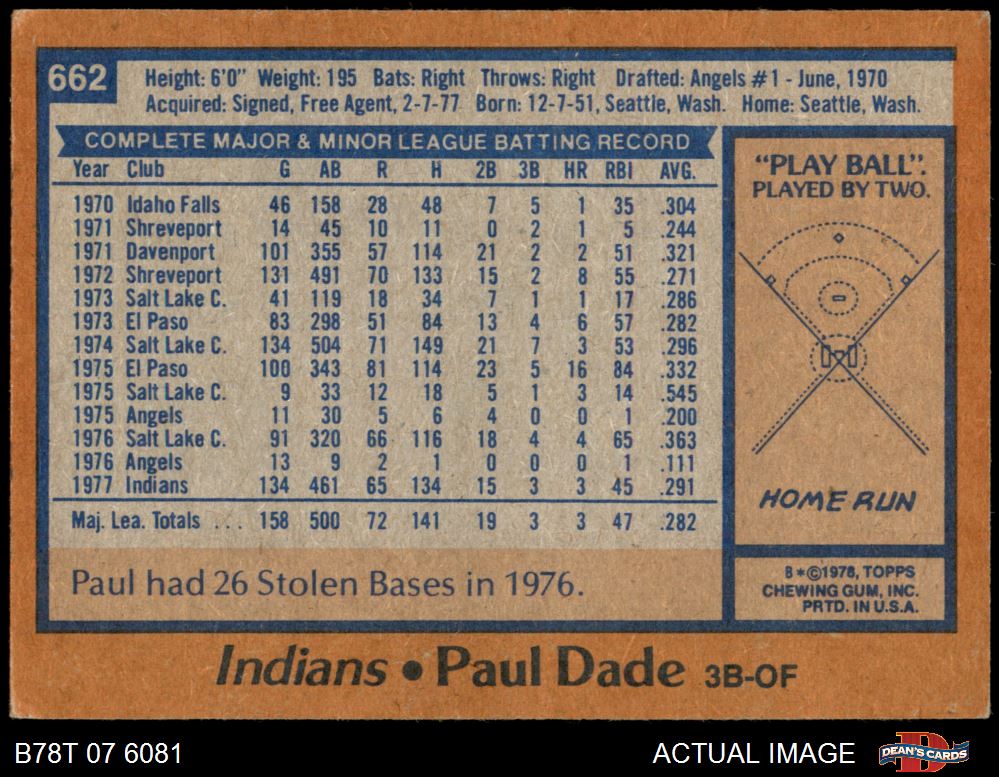 662
Height: 6'0" Weight: 195 Bats: Right Throws: Right Drafted: Angels #1 - June, 1970
Acquired: Signed, Free Agent, 2-7-77 Born: 12-7-51, Seattle, Wash. Home: Seattle, Wash.
COMPLETE MAJOR & MINOR LEAGUE BATTING RECORD
Year Club G AB R H 2B 3B HR RBI AVG.
1970 Idaho Falls 46 158 28 48 7 5 1 35 .304
1971 Shreveport 14 45 10 11 0 2 1 5 .244
1971 Davenport 101 355 57 114 21 2 2 51 .321
1972 Shreveport 131 491 70 133 15 2 8 55 .271
1973 Salt Lake C. 41 119 18 34 7 1 1 17 .286
1973 El Paso 83 298 51 84 13 4 6 57 .282
1974 Salt Lake C. 134 504 71 149 21 7 3 53 .296
1975 El Paso 100 343 81 114 23 5 16 84 .332
1975 Salt Lake C. 9 33 12 18 5 1 3 14 .545
1975 Angels 11 30 5 6 4 0 0 1 .200
1976 Salt Lake C. 91 320 66 116 18 4 4 65 .363
1976 Angels 13 9 2 1 0 0 0 1 .111
1977 Indians 134 461 65 134 15 3 3 45 .291
Maj. Lea. Totals ... 158 500 72 141 19 3 3 47 .282
Paul had 26 Stolen Bases in 1976.
"PLAY BALL":
PLAYED BY TWO.
HOME RUN
B*©1978, TOPPS
CHEWING GUM, INC.
PRTD. IN U.S.A.
Indians • Paul Dade 3B-OF
B78T 07 6081
ACTUAL IMAGE
D
DEAN'S CARDS